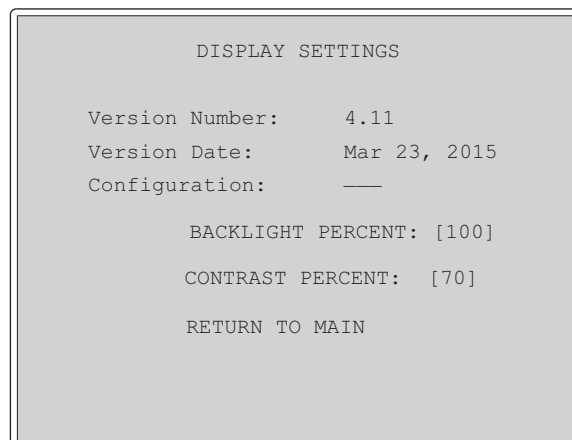 DISPLAY SETTINGS
Version Number: 4.11
Version Date: Mar 23, 2015
Configuration: ———
BACKLIGHT PERCENT: [100]
CONTRAST PERCENT: [70]
RETURN TO MAIN